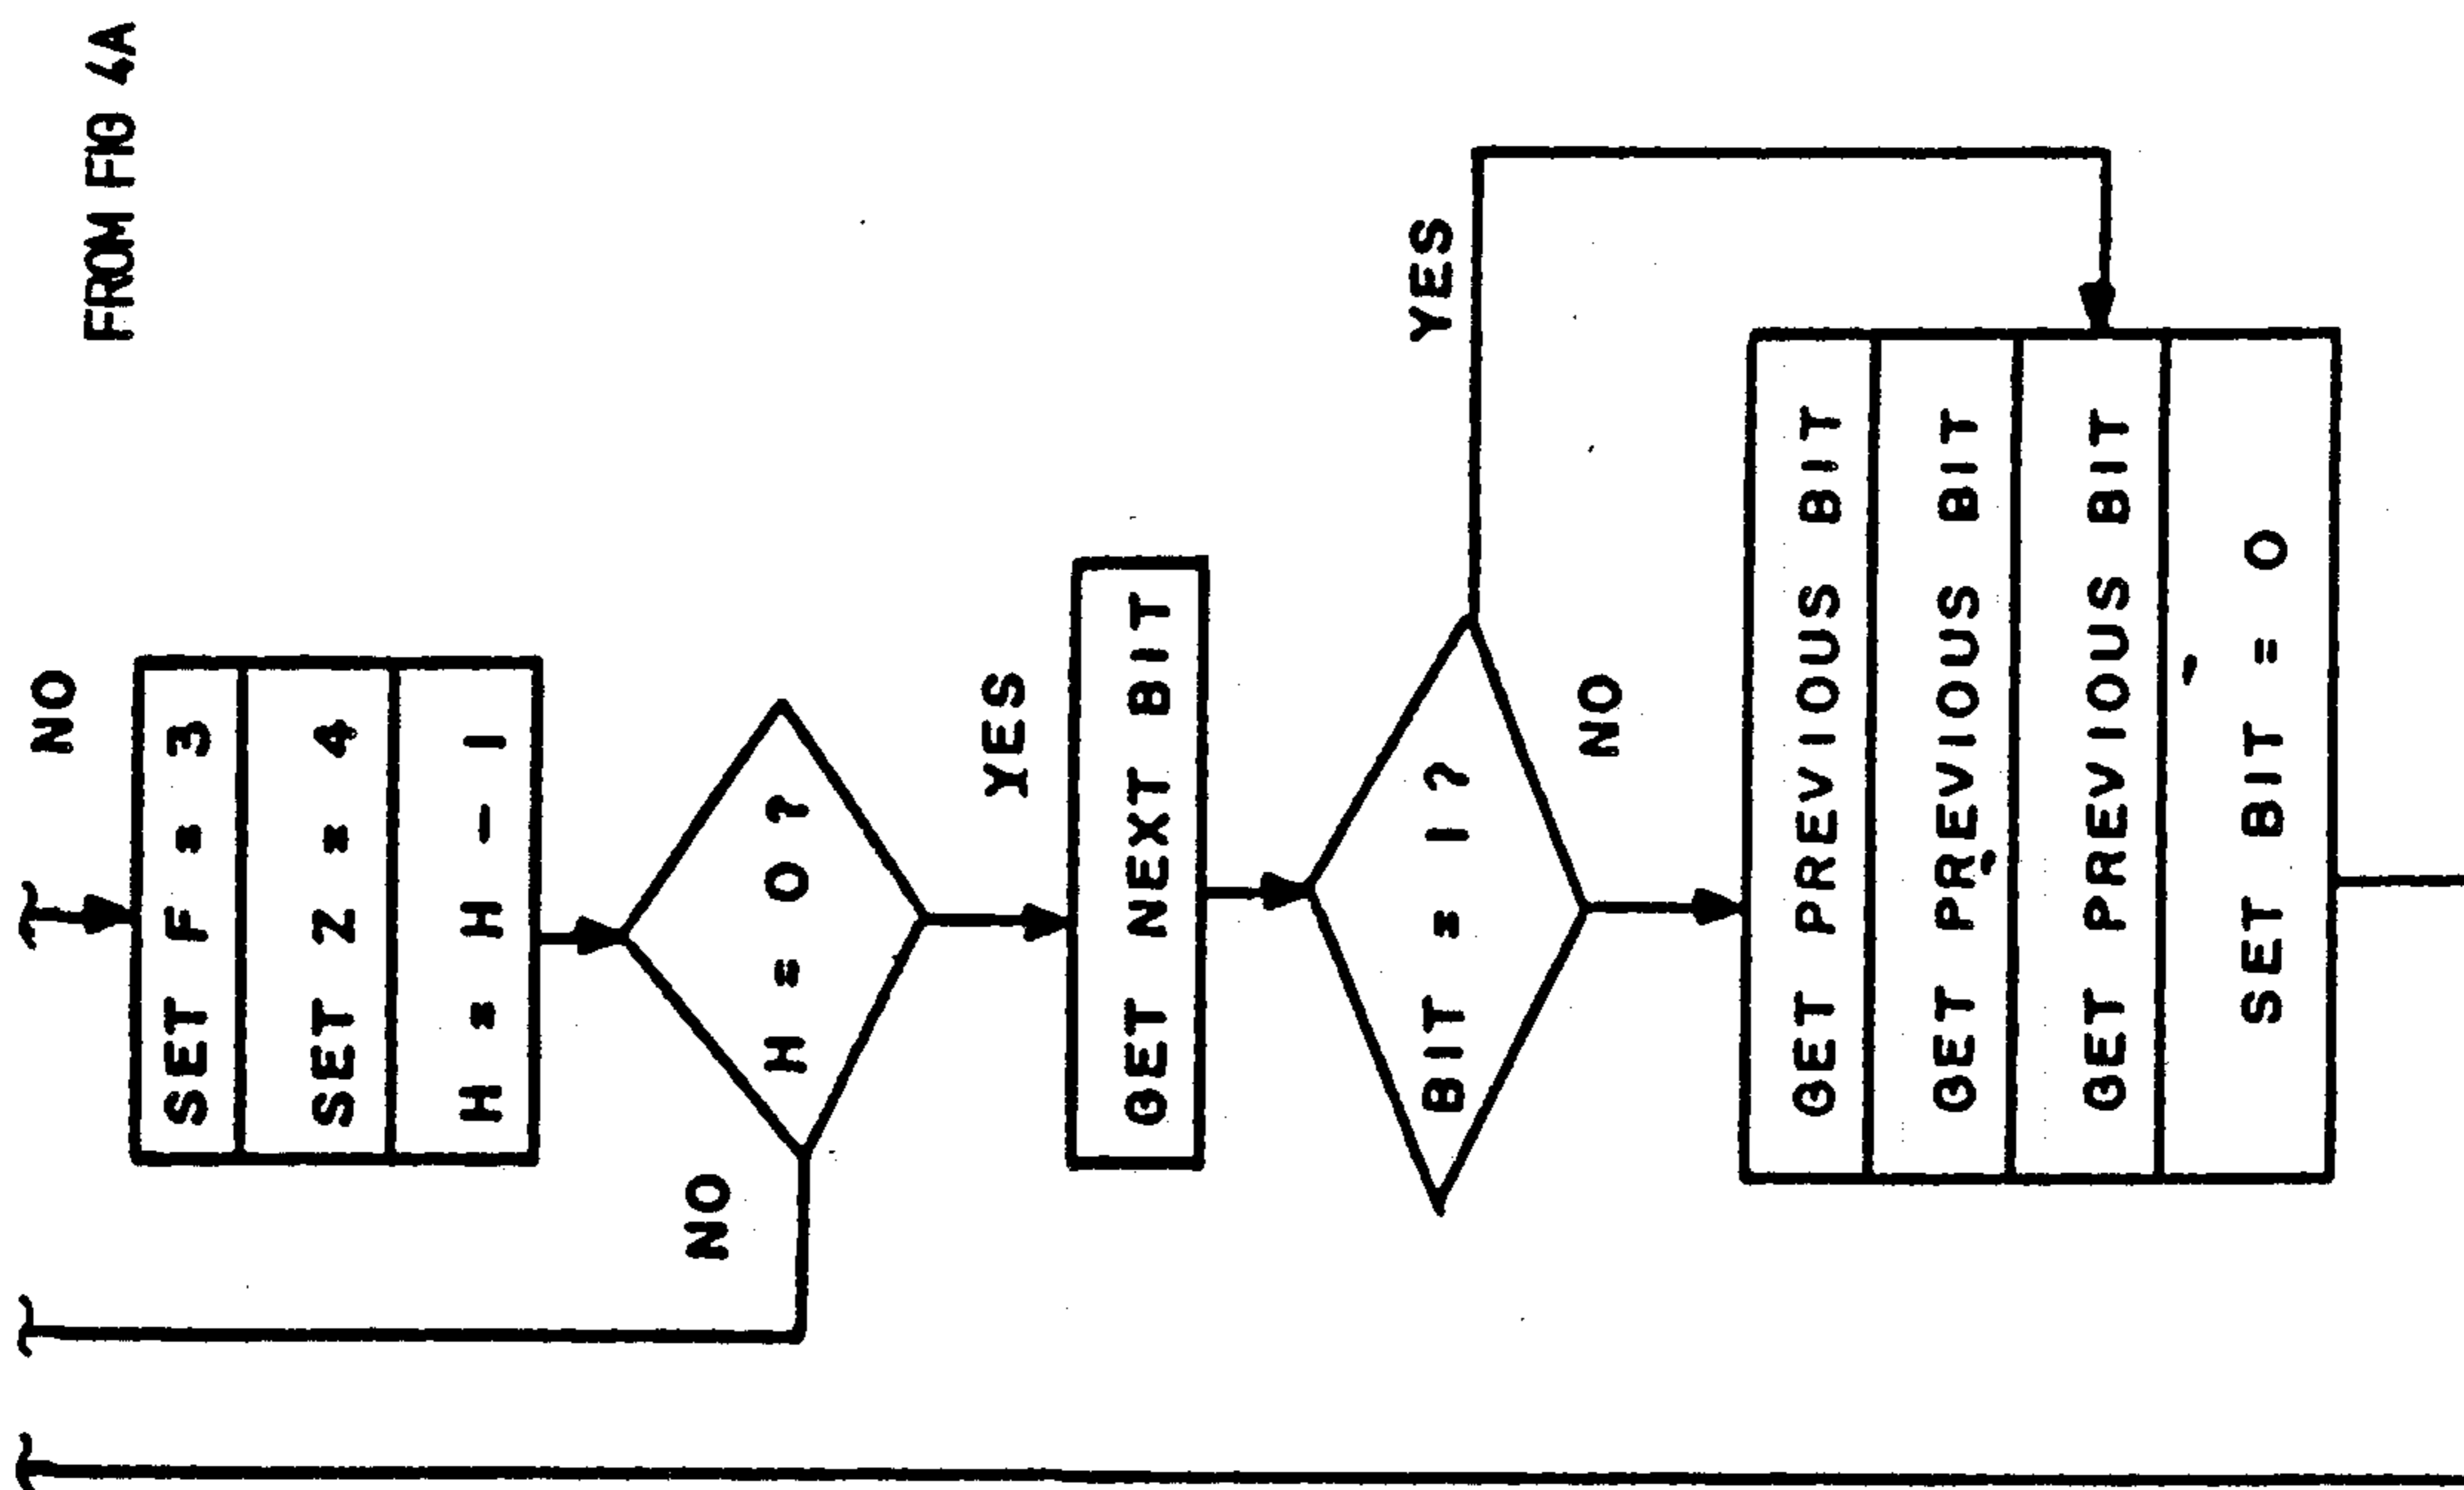 FROM FIG 4A
NO
SET F = 3
SET Z = 4
H = H - 1
H = 0?
NO
YES
GET NEXT BIT
BIT = 1?
YES
NO
GET PREVIOUS BIT
GET PREVIOUS BIT
GET PREVIOUS BIT
SET BIT = 0